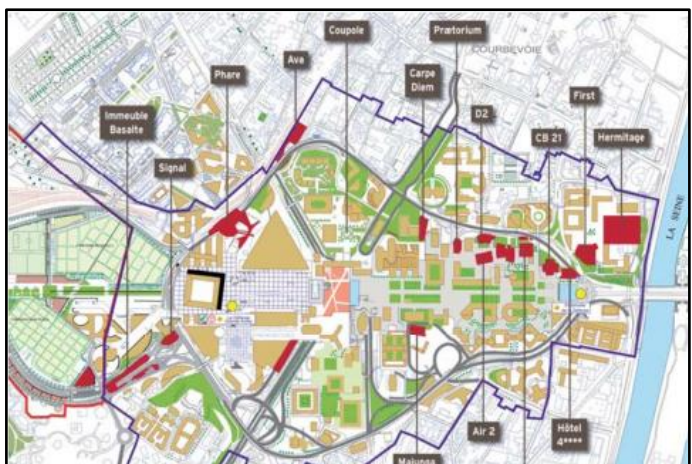 Coupole
Prætorium
COURBEVOIE
Ava
Carpe
Diem
First
Phare
D2
Immeuble
Basalte
CB 21
Hermitage
Signal
LA SEINE
Air 2
Hôtel
4****
Majunga